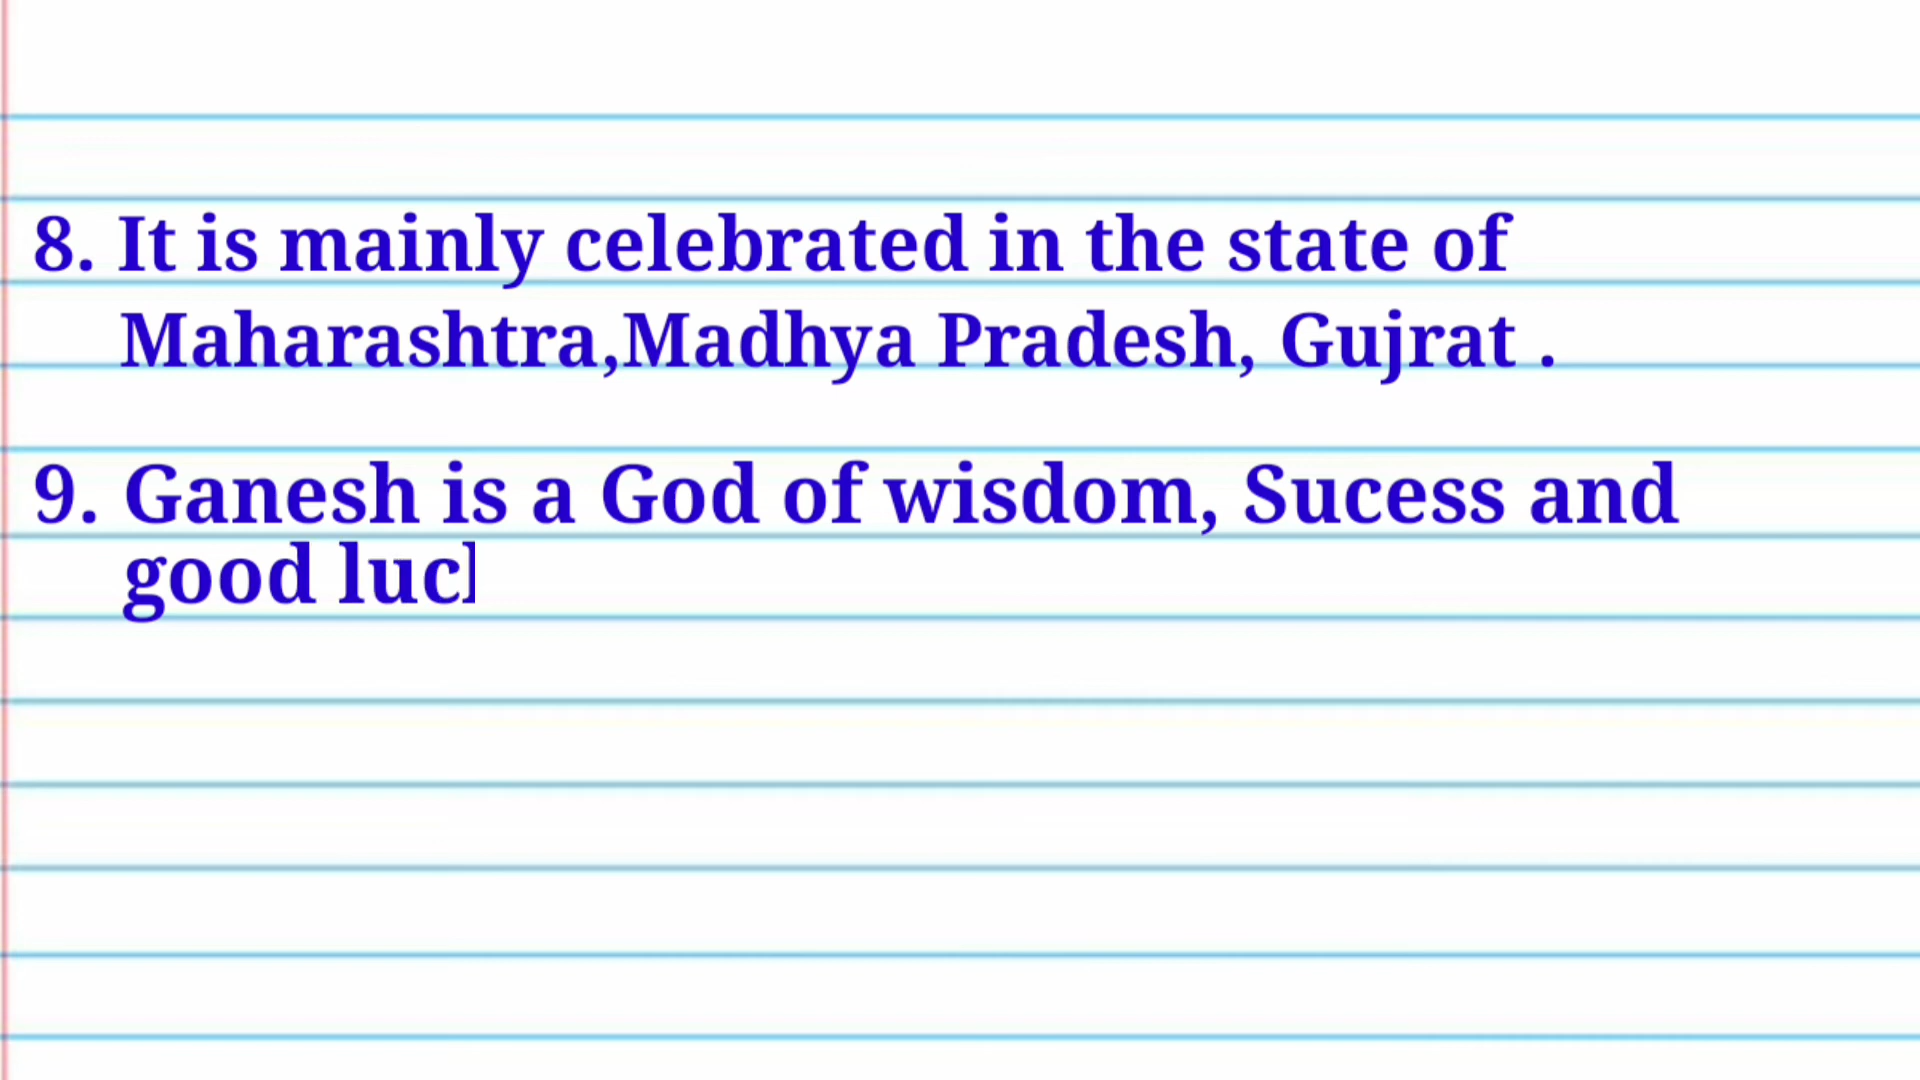 8. It is mainly celebrated in the state of
Maharashtra,Madhya Pradesh, Gujrat .
9. Ganesh is a God of wisdom, Sucess and
good